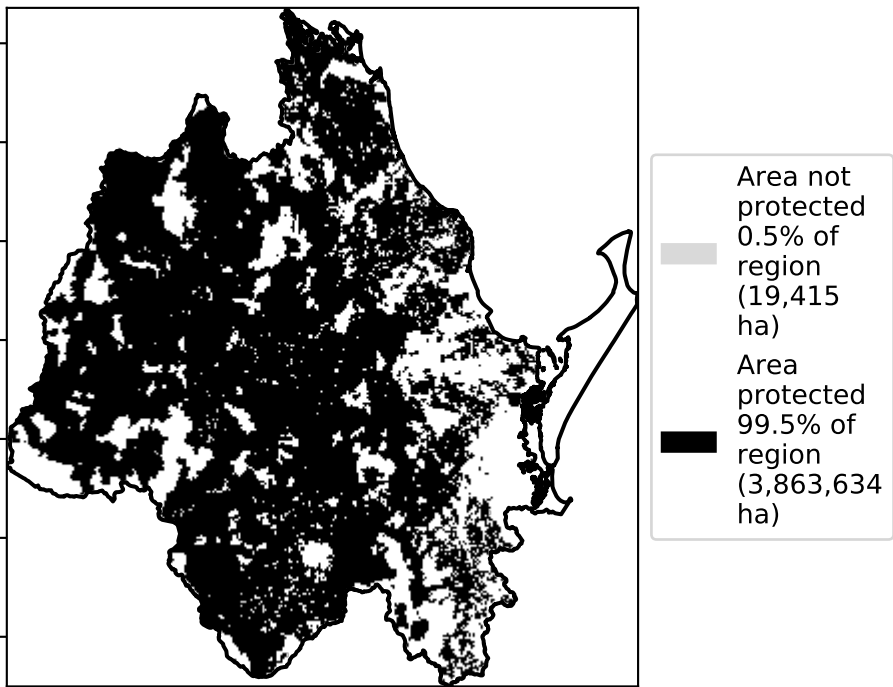 Area not
protected
0.5% of
region
(19,415
ha)
Area
protected
99.5% of
region
(3,863,634
ha)